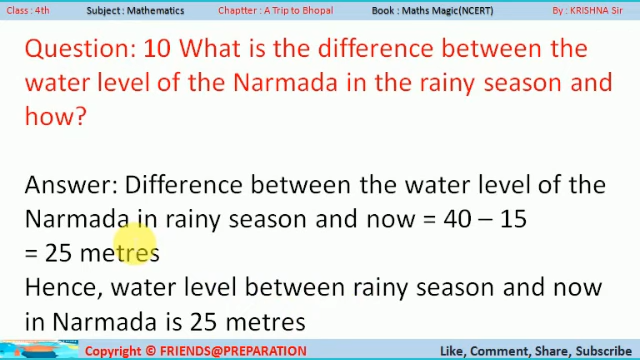 Class : 4th Subject : Mathematics Chaptter : A Trip to Bhopal Book : Maths Magic(NCERT) By : KRISHNA Sir
Question: 10 What is the difference between the
water level of the Narmada in the rainy season and
how?
Answer: Difference between the water level of the
Narmada in rainy season and now = 40 – 15
= 25 metres
Hence, water level between rainy season and now
in Narmada is 25 metres
Copyright © FRIENDS@PREPARATION Like, Comment, Share, Subscribe